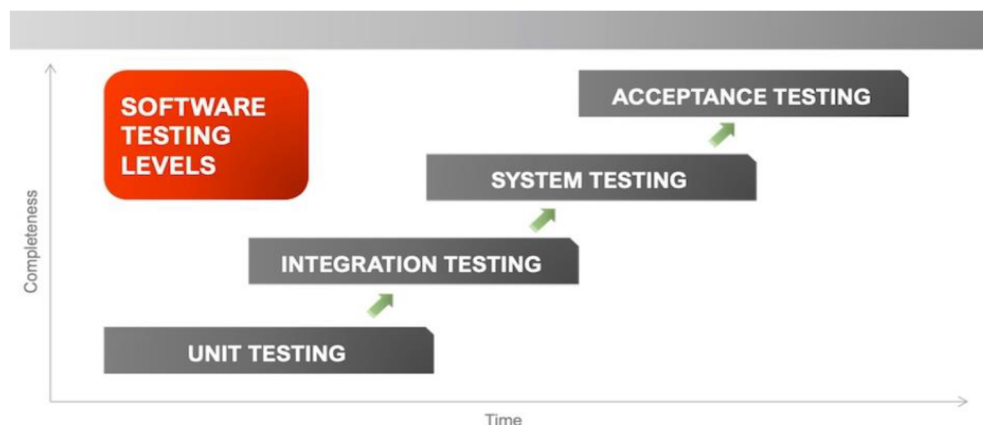 SOFTWARE
TESTING
LEVELS
ACCEPTANCE TESTING
SYSTEM TESTING
INTEGRATION TESTING
UNIT TESTING
Completeness
Time